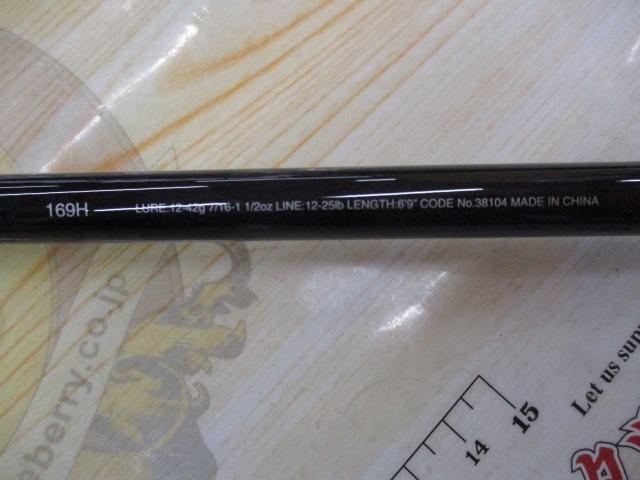 169H LURE:12-42g 7/16-1 1/2oz LINE:12-25lb LENGTH:6'9" CODE No.38104 MADE IN CHINA
eberry.co.jp
14 15
Let us supp